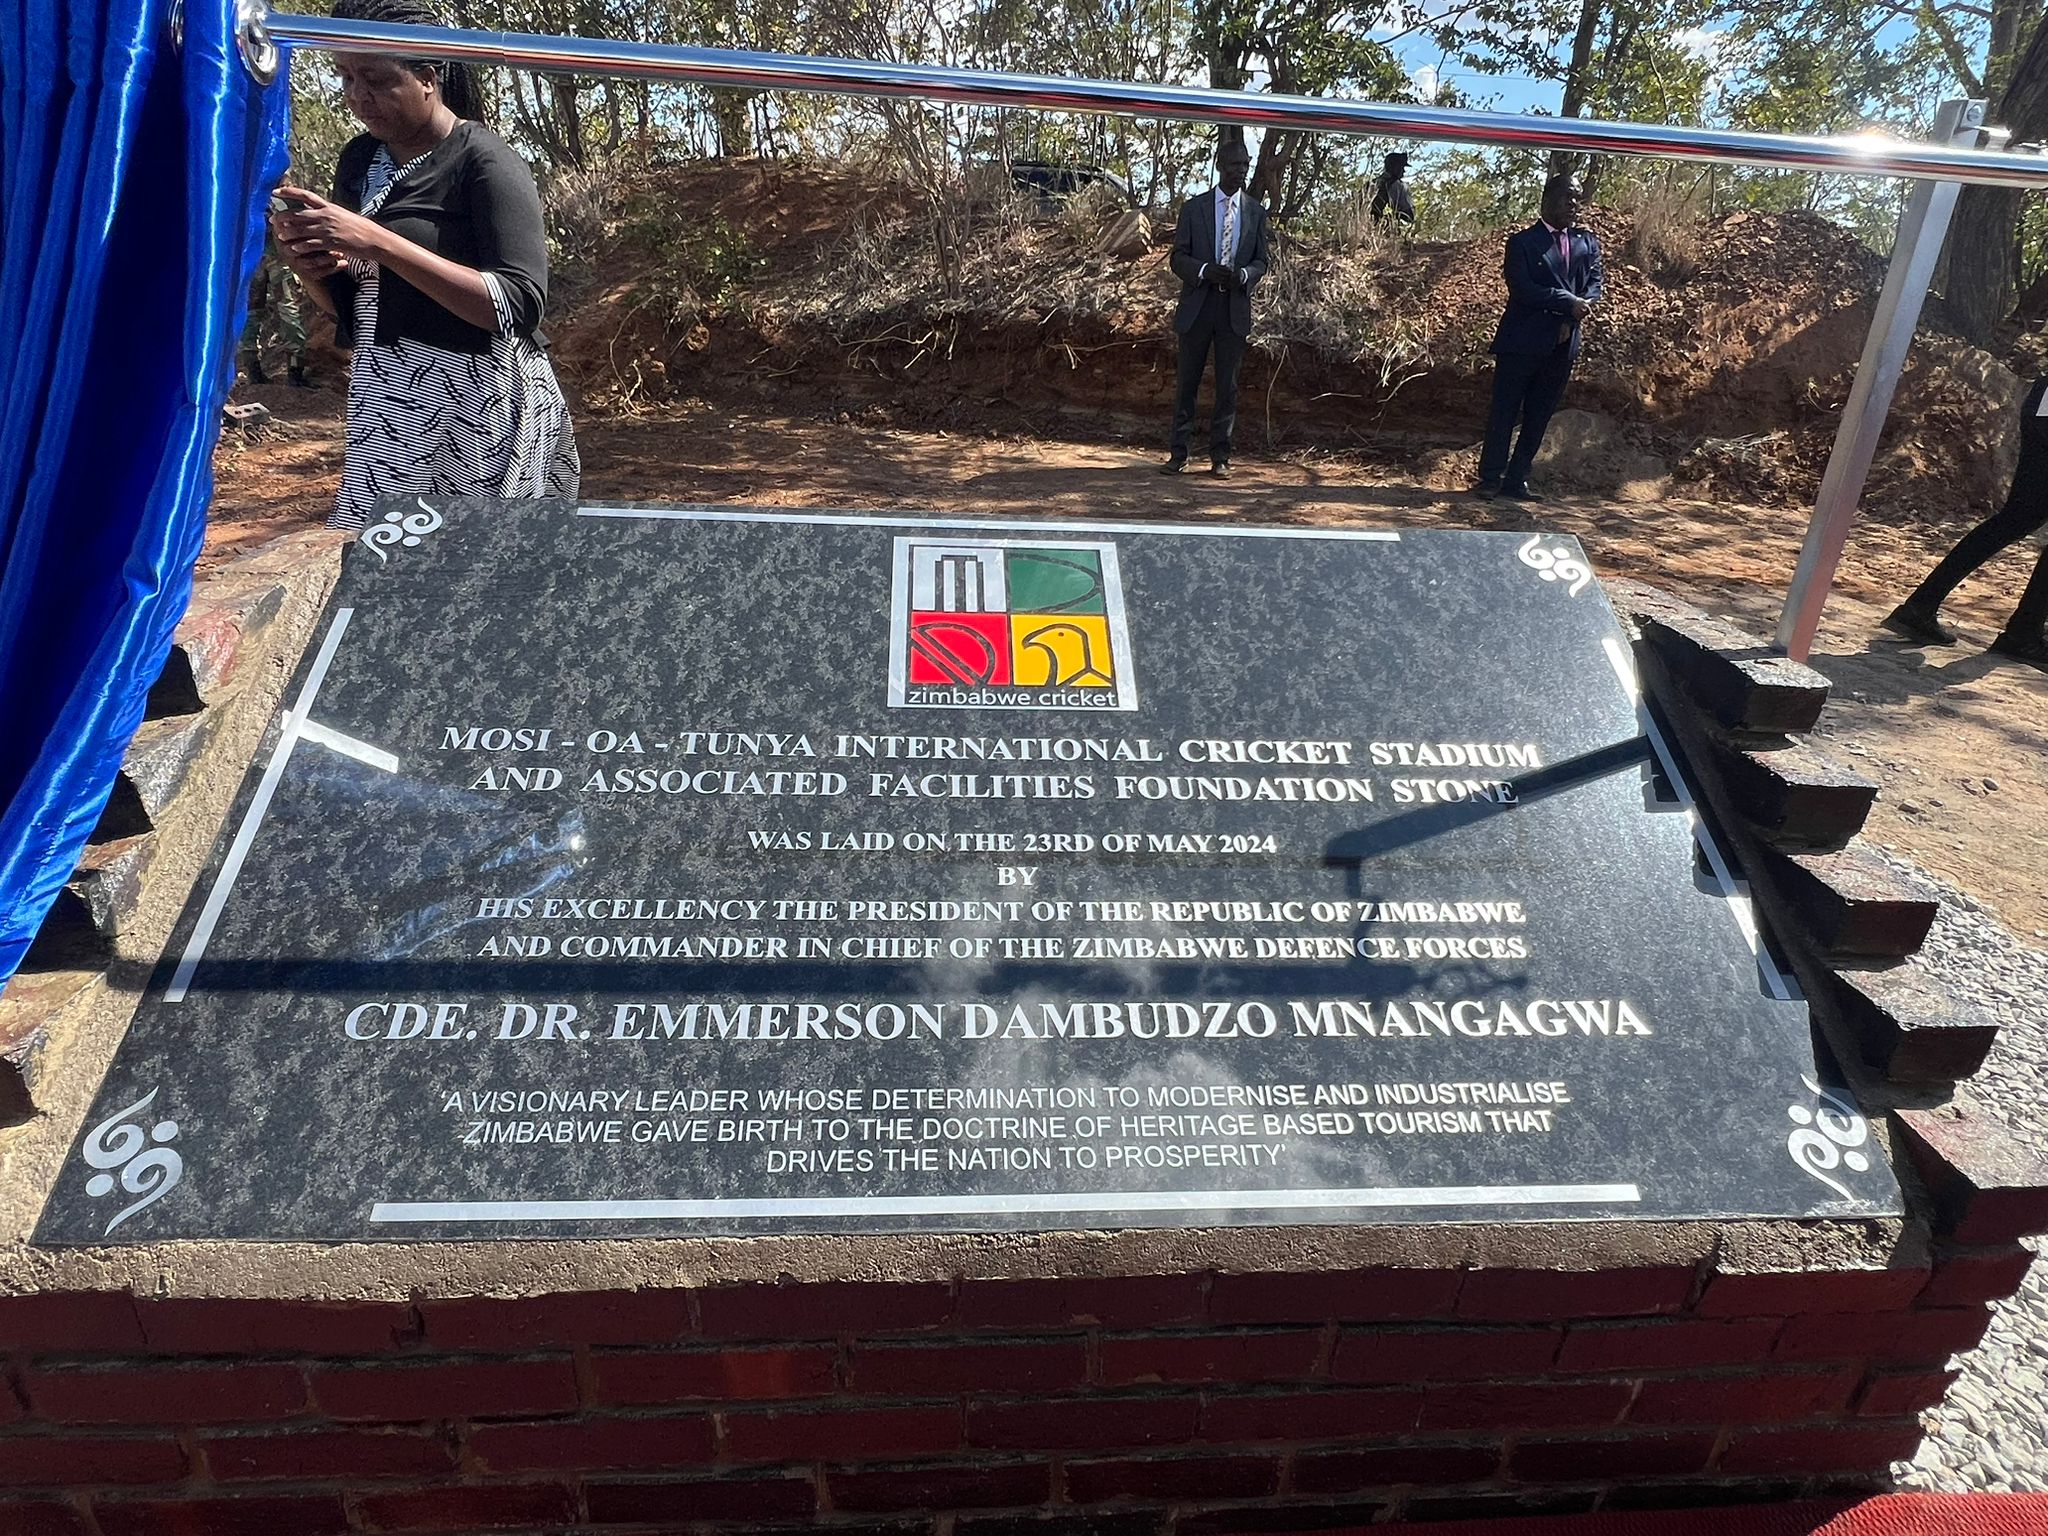 zimbabwe cricket
MOSI - OA - TUNYA INTERNATIONAL CRICKET STADIUM
AND ASSOCIATED FACILITIES FOUNDATION STONE
WAS LAID ON THE 23RD OF MAY 2024
BY
HIS EXCELLENCY THE PRESIDENT OF THE REPUBLIC OF ZIMBABWE
AND COMMANDER IN CHIEF OF THE ZIMBABWE DEFENCE FORCES
CDE. DR. EMMERSON DAMBUDZO MNANGAGWA
'A VISIONARY LEADER WHOSE DETERMINATION TO MODERNISE AND INDUSTRIALISE
ZIMBABWE GAVE BIRTH TO THE DOCTRINE OF HERITAGE BASED TOURISM THAT
DRIVES THE NATION TO PROSPERITY'